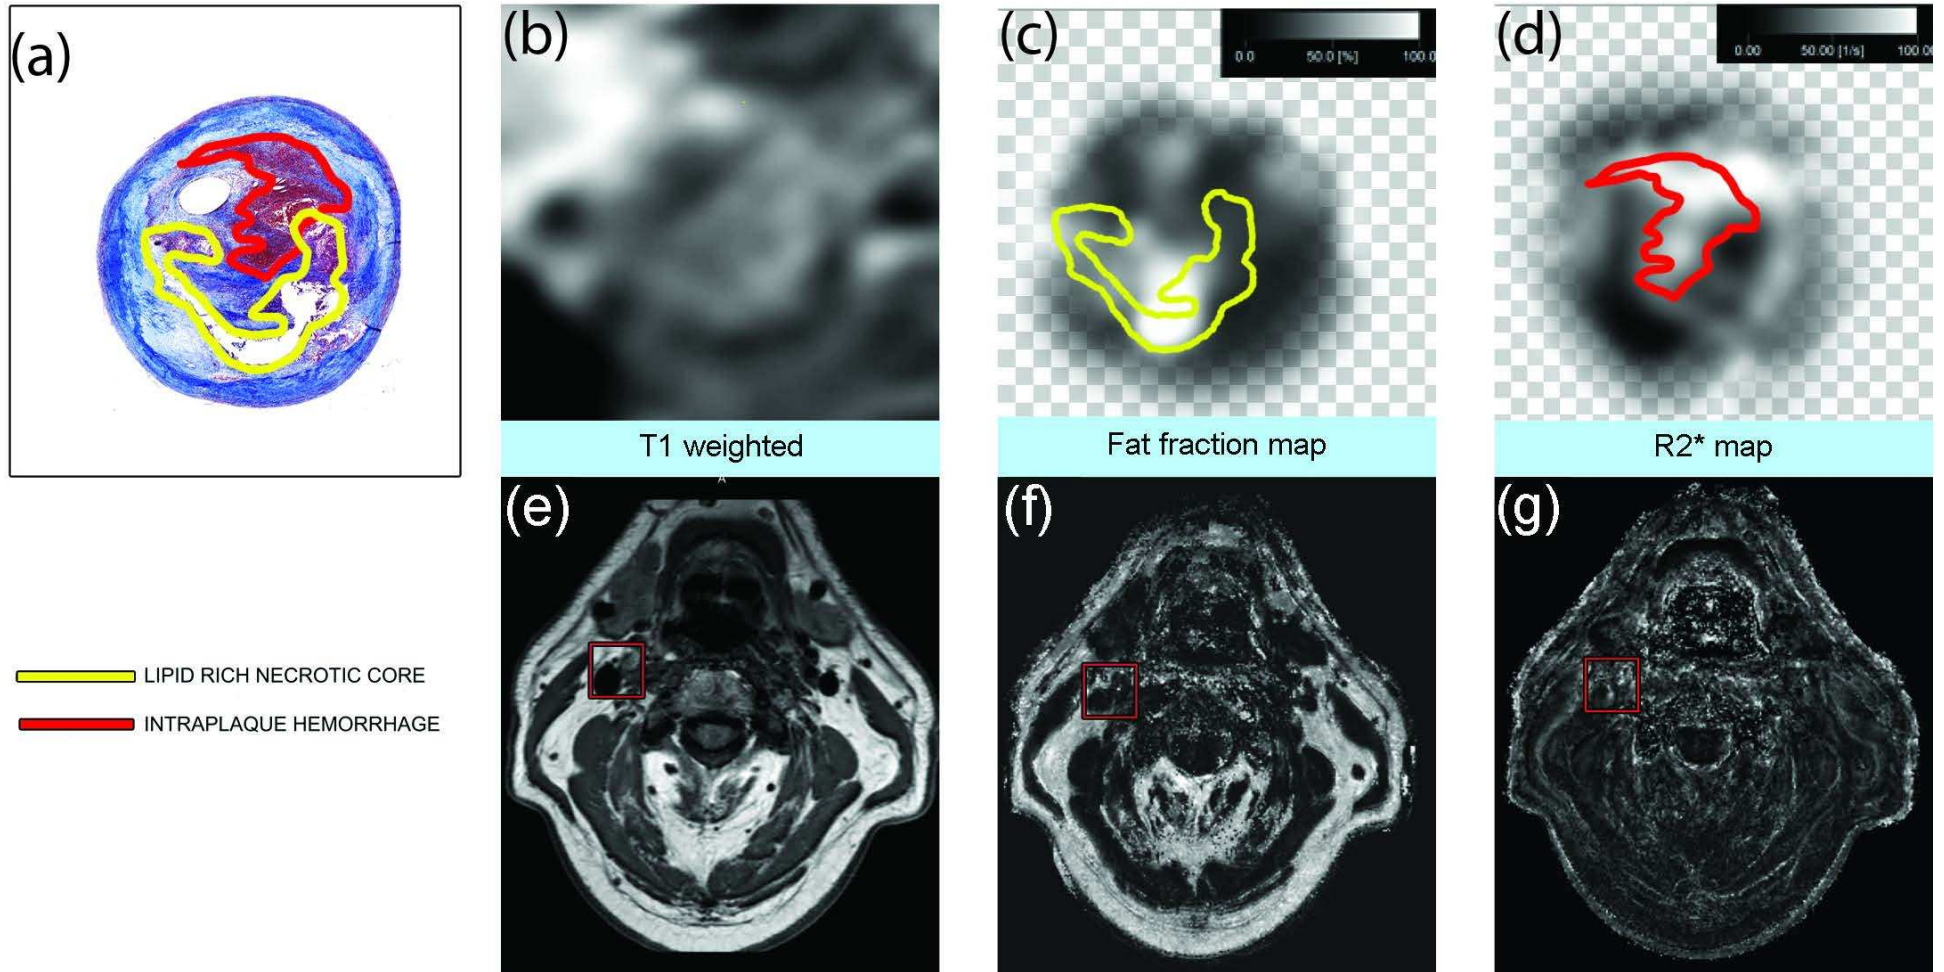 (a)
(b)
(c)
0.0 50.0 [%] 100.0
(d)
0.00 50.00 [1/s] 100.00
T1 weighted
Fat fraction map
R2* map
A
(e)
(f)
(g)
LIPID RICH NECROTIC CORE
INTRAPLAQUE HEMORRHAGE